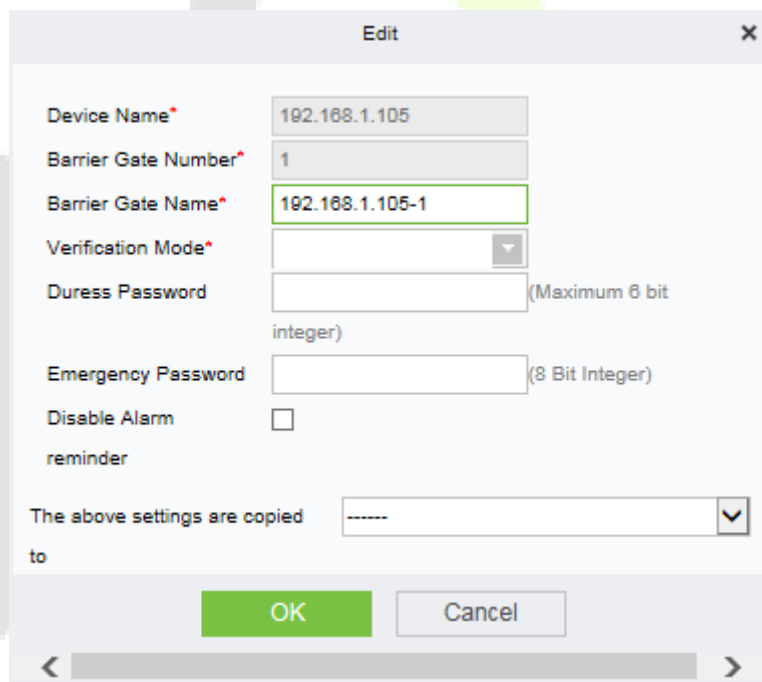 Edit
Device Name* 192.168.1.105
Barrier Gate Number* 1
Barrier Gate Name* 192.168.1.105-1
Verification Mode*
Duress Password (Maximum 6 bit
integer)
Emergency Password (8 Bit Integer)
Disable Alarm
reminder
The above settings are copied ------
to
OK Cancel